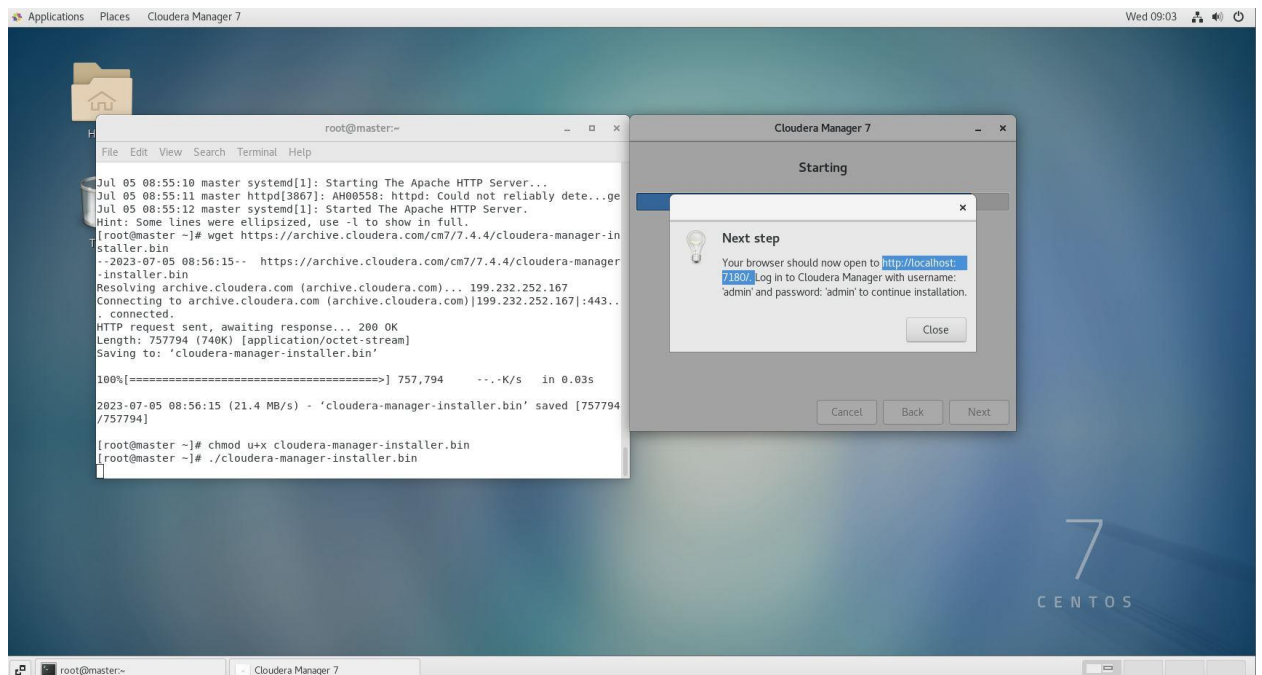 Applications Places Cloudera Manager 7 Wed 09:03
H
T
root@master:~
File Edit View Search Terminal Help
Jul 05 08:55:10 master systemd[1]: Starting The Apache HTTP Server...
Jul 05 08:55:11 master httpd[3867]: AH00558: httpd: Could not reliably dete...ge
Jul 05 08:55:12 master systemd[1]: Started The Apache HTTP Server.
Hint: Some lines were ellipsized, use -l to show in full.
[root@master ~]# wget https://archive.cloudera.com/cm7/7.4.4/cloudera-manager-in
staller.bin
--2023-07-05 08:56:15-- https://archive.cloudera.com/cm7/7.4.4/cloudera-manager
-installer.bin
Resolving archive.cloudera.com (archive.cloudera.com)... 199.232.252.167
Connecting to archive.cloudera.com (archive.cloudera.com)|199.232.252.167|:443..
. connected.
HTTP request sent, awaiting response... 200 OK
Length: 757794 (740K) [application/octet-stream]
Saving to: ‘cloudera-manager-installer.bin’
100%[======================================>] 757,794 --.-K/s in 0.03s
2023-07-05 08:56:15 (21.4 MB/s) - ‘cloudera-manager-installer.bin’ saved [757794
/757794]
[root@master ~]# chmod u+x cloudera-manager-installer.bin
[root@master ~]# ./cloudera-manager-installer.bin
Cloudera Manager 7
Starting
Next step
Your browser should now open to http://localhost:
7180/. Log in to Cloudera Manager with username:
'admin' and password: 'admin' to continue installation.
Close
Cancel Back Next
7
CENTOS
root@master:~ Cloudera Manager 7